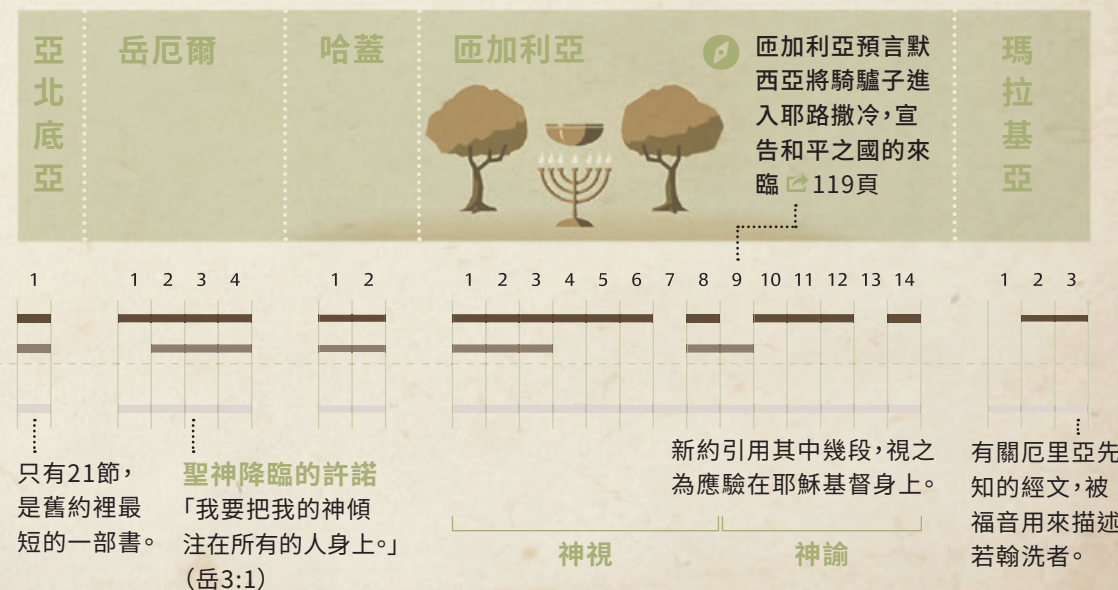 亞北底亞
岳厄爾
哈蓋
匝加利亞
匝加利亞預言默
西亞將騎驢子進
入耶路撒冷，宣
告和平之國的來
臨 119頁
瑪拉基亞
1
1 2 3 4
1 2
1 2 3 4 5 6 7 8 9 10 11 12 13 14
1 2 3
只有21節，
是舊約裡最
短的一部書。
聖神降臨的許諾
「我要把我的神傾
注在所有的人身上。」
（岳3:1）
新約引用其中幾段，視之
為應驗在耶穌基督身上。
神視
神諭
有關厄里亞先
知的經文，被
福音用來描述
若翰洗者。